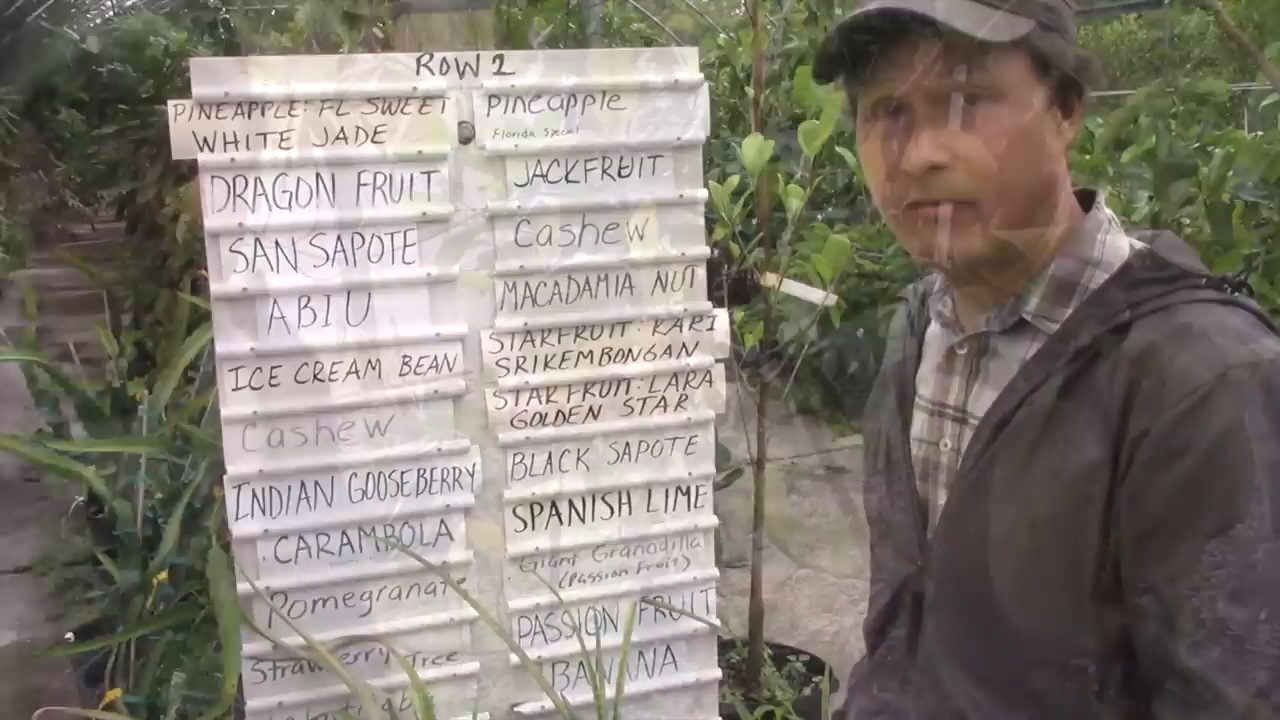 ROW 2
PINEAPPLE: FL SWEET
WHITE JADE
DRAGON FRUIT
SAN SAPOTE
ABIU
ICE CREAM BEAN
Cashew
INDIAN GOOSEBERRY
CARAMBOLA
Pomegranate
Strawberry Tree
Pineapple
Florida Special
JACKFRUIT
Cashew
MACADAMIA NUT
STARFRUIT: KARI
SRIKEMBONGAN
STARFRUIT: LARA
GOLDEN STAR
BLACK SAPOTE
SPANISH LIME
Giant Granadilla
(Passion Fruit)
PASSION FRUIT
BANANA